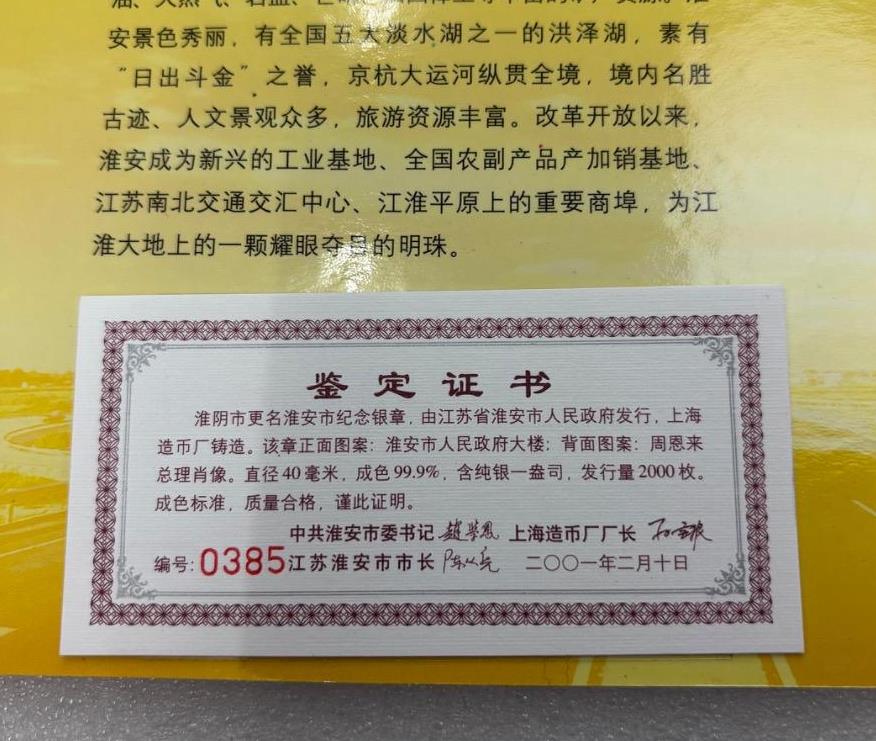 安景色秀丽，有全国五大淡水湖之一的洪泽湖，素有
“日出斗金”之誉，京杭大运河纵贯全境，境内名胜
古迹、人文景观众多，旅游资源丰富。改革开放以来，
淮安成为新兴的工业基地、全国农副产品产加销基地、
江苏南北交通交汇中心、江淮平原上的重要商埠，为江
淮大地上的一颗耀眼夺目的明珠。
鉴定证书
淮阴市更名淮安市纪念银章，由江苏省淮安市人民政府发行，上海
造币厂铸造。该章正面图案：淮安市人民政府大楼；背面图案：周恩来
总理肖像。直径40毫米，成色99.9%，含纯银一盎司，发行量2000枚。
成色标准，质量合格，谨此证明。
中共淮安市委书记 上海造币厂厂长
编号：0385 江苏淮安市市长 二〇〇一年二月十日